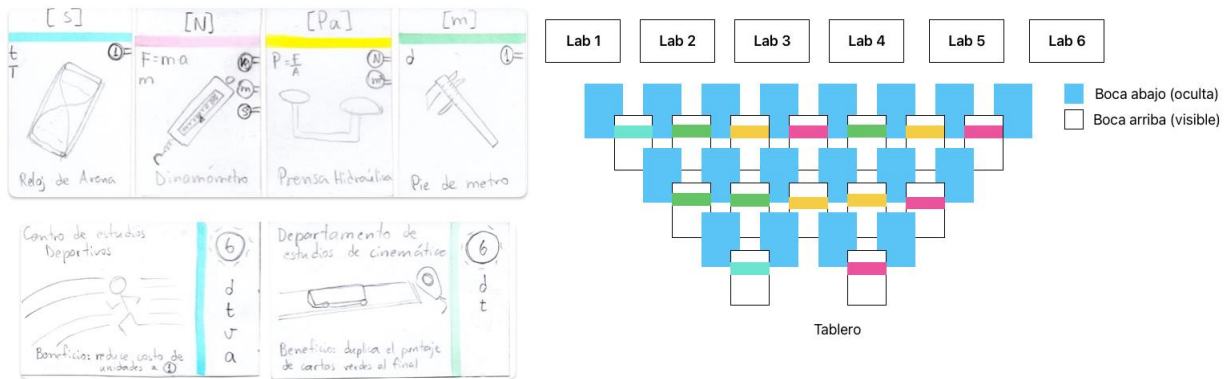 [s]
t
T
①=
Reloj de Arena
[N]
F=m·a
m
m=
s=
Dinamómetro
[Pa]
P=F/A
N=
m=
Prensa Hidráulica
[m]
d
①=
Pie de metro
Centro de estudios
Deportivos
6
d
t
v
a
Beneficio: reduce costo de
unidades a ①
Departamento de
estudios de cinemática
6
d
t
Beneficio: duplica el puntaje
de cartas verdes al final
Lab 1
Lab 2
Lab 3
Lab 4
Lab 5
Lab 6
Boca abajo (oculta)
Boca arriba (visible)
Tablero